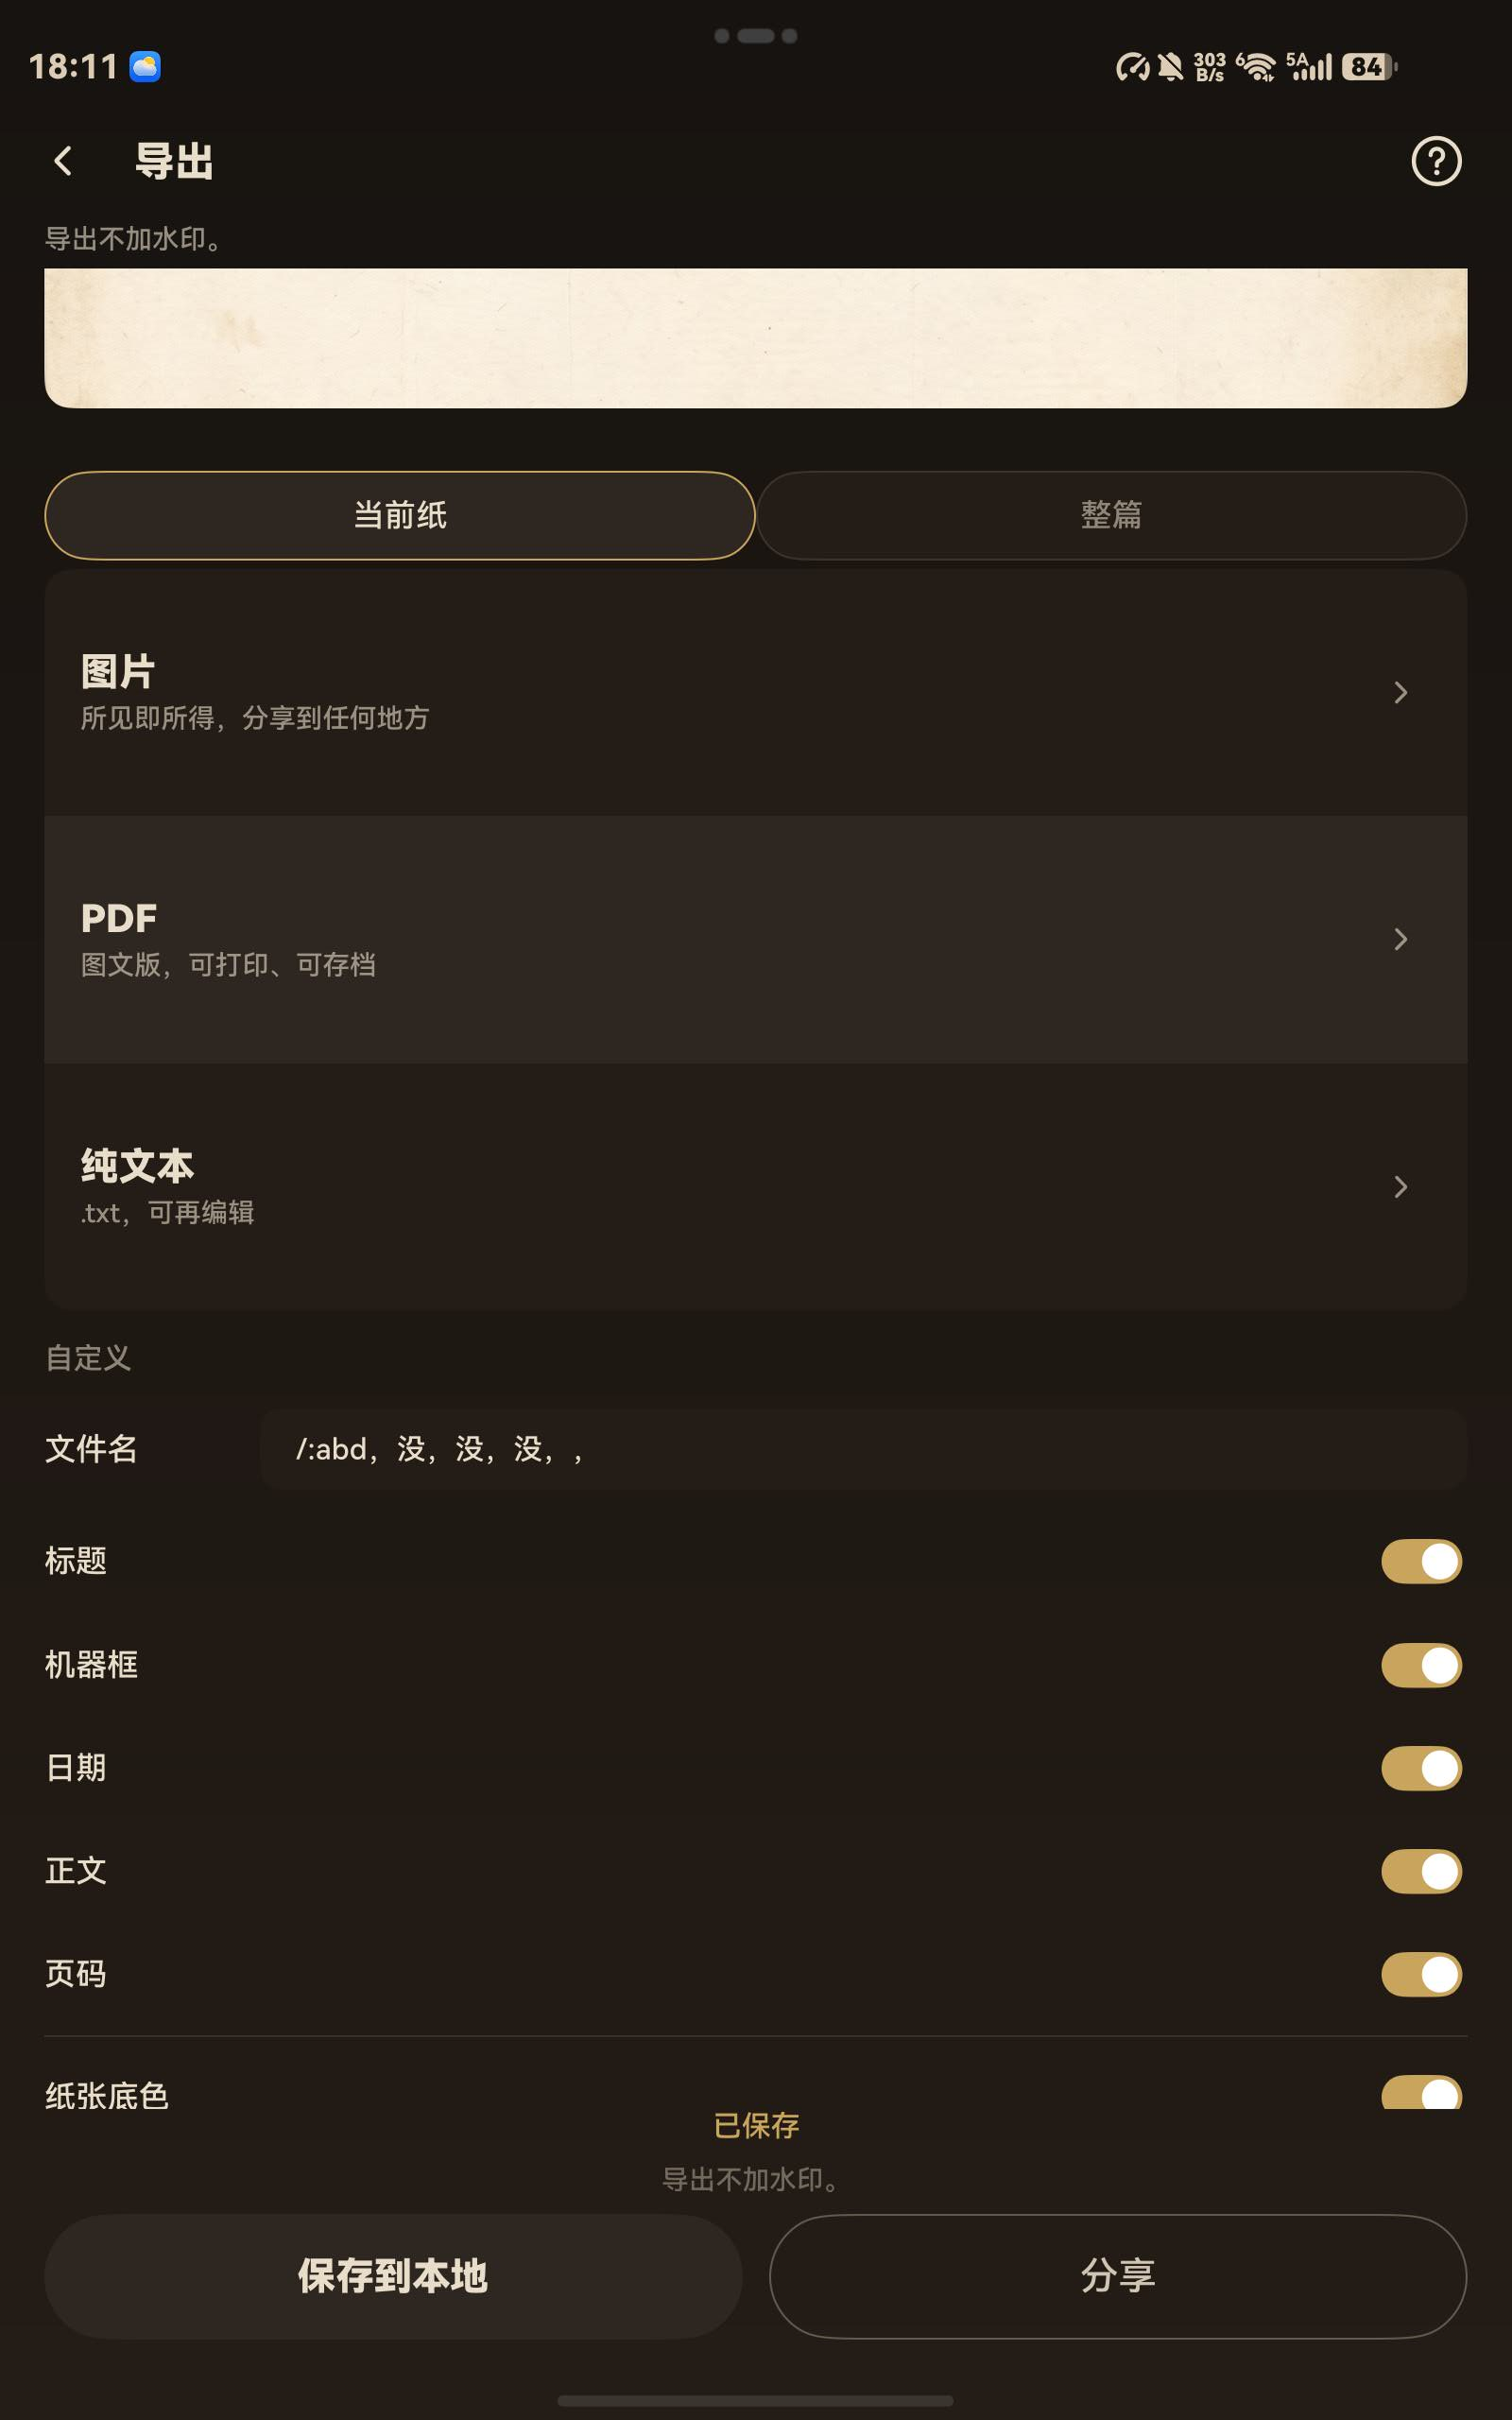 18:11
303
B/s
6
5A
84
导出
导出不加水印。
当前纸
整篇
图片
所见即所得，分享到任何地方
PDF
图文版，可打印、可存档
纯文本
.txt，可再编辑
自定义
文件名
/:abd，没，没，没，，
标题
机器框
日期
正文
页码
纸张底色
已保存
导出不加水印。
保存到本地
分享